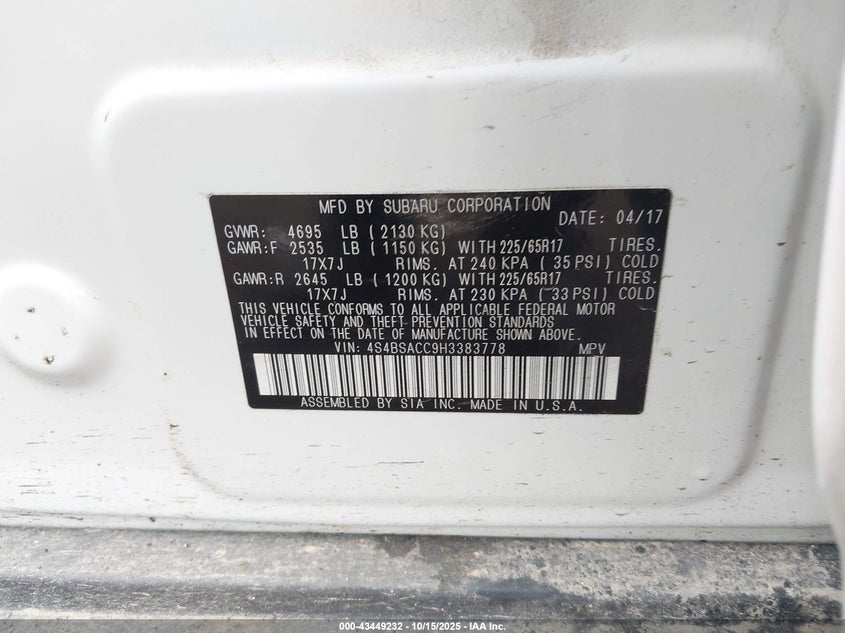 MFD BY SUBARU CORPORATION
DATE: 04/17
GVWR: 4695 LB (2130 KG)
GAWR:F 2535 LB (1150 KG) WITH 225/65R17 TIRES.
17X7J RIMS. AT 240 KPA (35 PSI) COLD
GAWR:R 2645 LB (1200 KG) WITH 225/65R17 TIRES.
17X7J RIMS. AT 230 KPA (33 PSI) COLD
THIS VEHICLE CONFORMS TO ALL APPLICABLE FEDERAL MOTOR
VEHICLE SAFETY AND THEFT PREVENTION STANDARDS
IN EFFECT ON THE DATE OF MANUFACTURE SHOWN ABOVE.
VIN: 4S4BSACC9H3383778 MPV
ASSEMBLED BY SIA INC. MADE IN U.S.A.
000-43449232 - 10/15/2025 - IAA Inc.